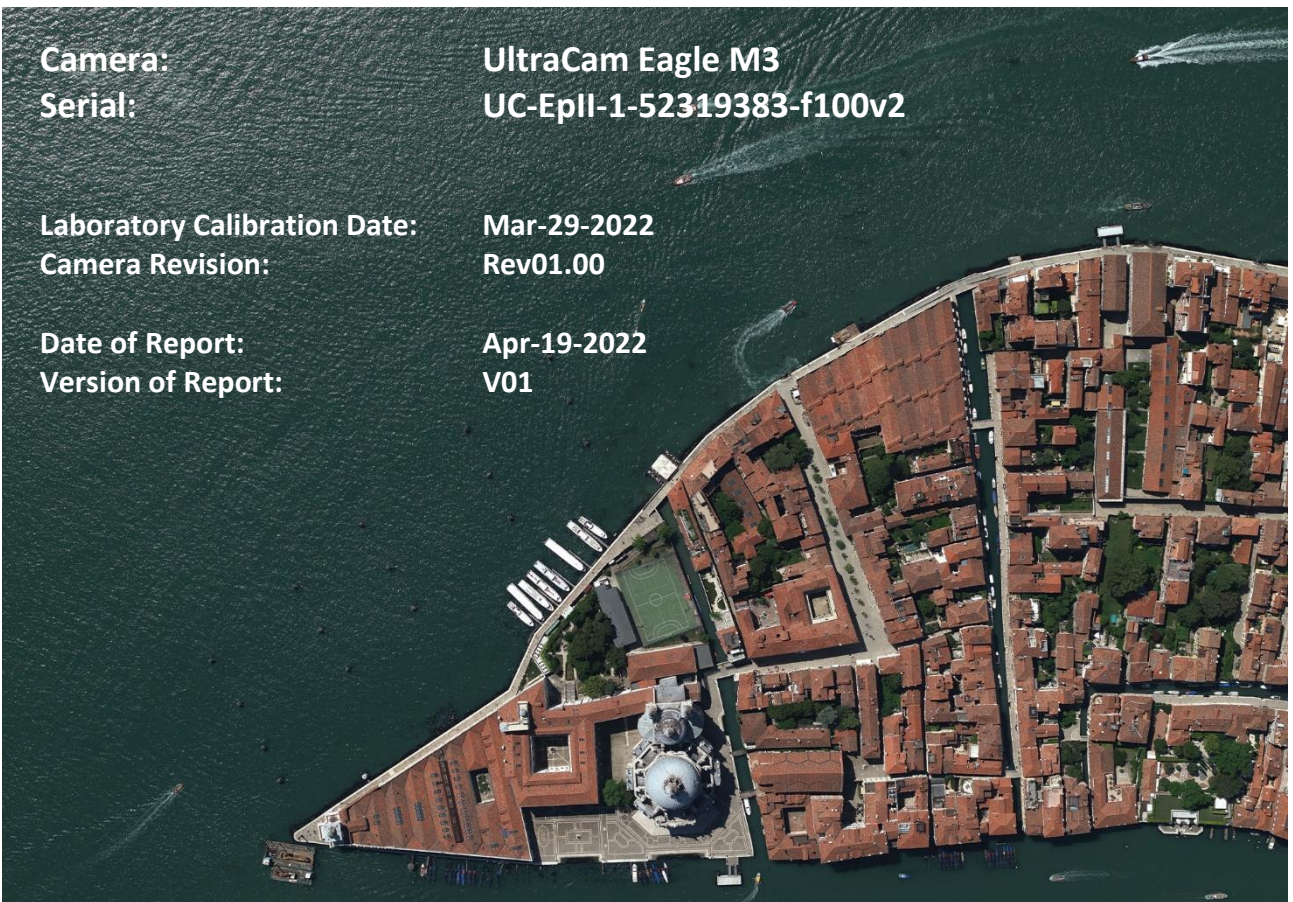 Camera: UltraCam Eagle M3
Serial: UC-EpII-1-52319383-f100v2
Laboratory Calibration Date: Mar-29-2022
Camera Revision: Rev01.00
Date of Report: Apr-19-2022
Version of Report: V01